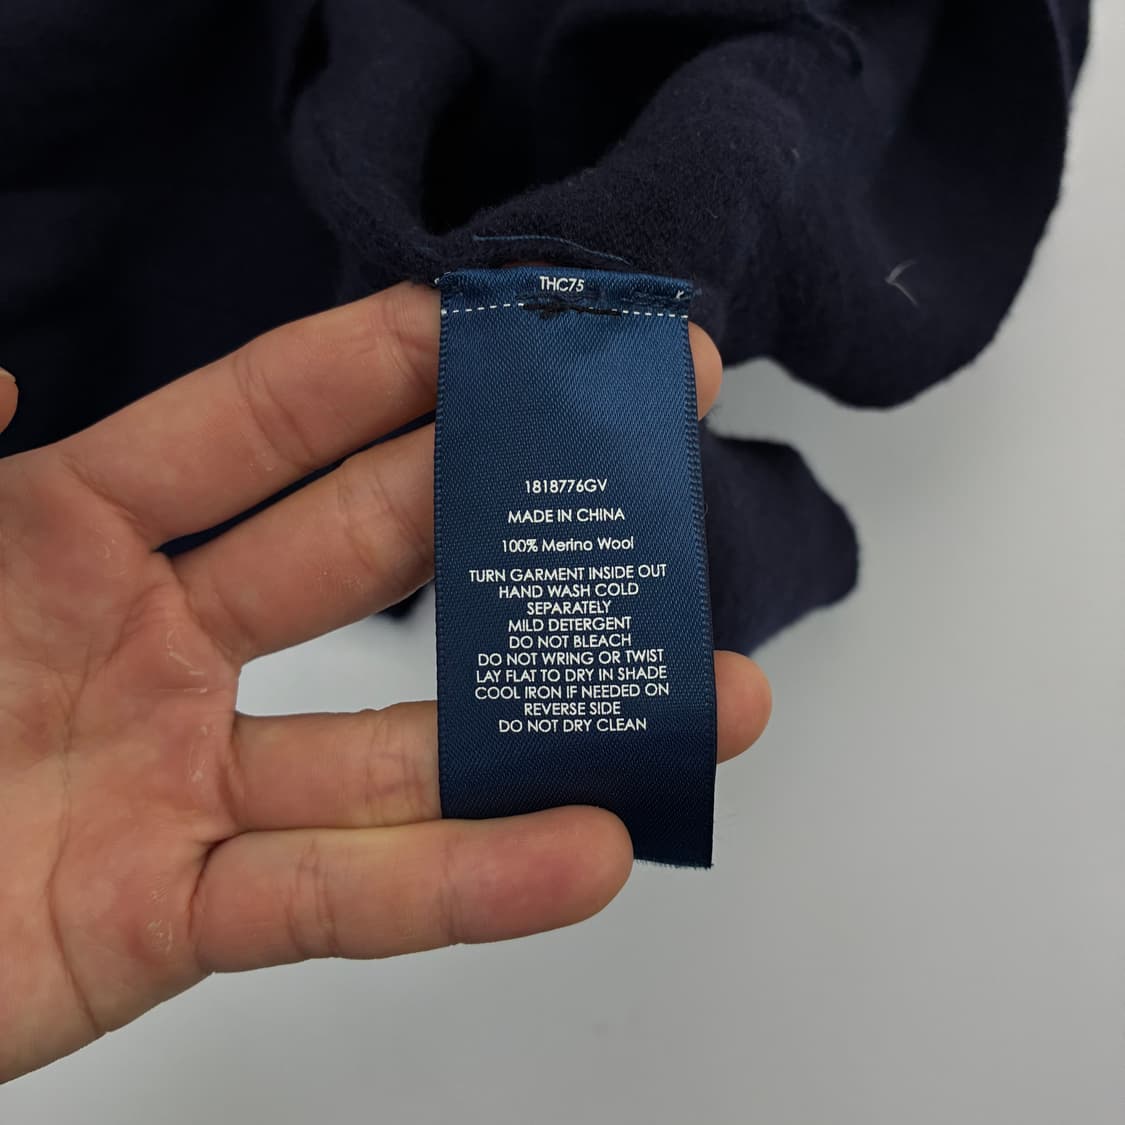 THC75
1818776GV
MADE IN CHINA
100% Merino Wool
TURN GARMENT INSIDE OUT
HAND WASH COLD
SEPARATELY
MILD DETERGENT
DO NOT BLEACH
DO NOT WRING OR TWIST
LAY FLAT TO DRY IN SHADE
COOL IRON IF NEEDED ON
REVERSE SIDE
DO NOT DRY CLEAN